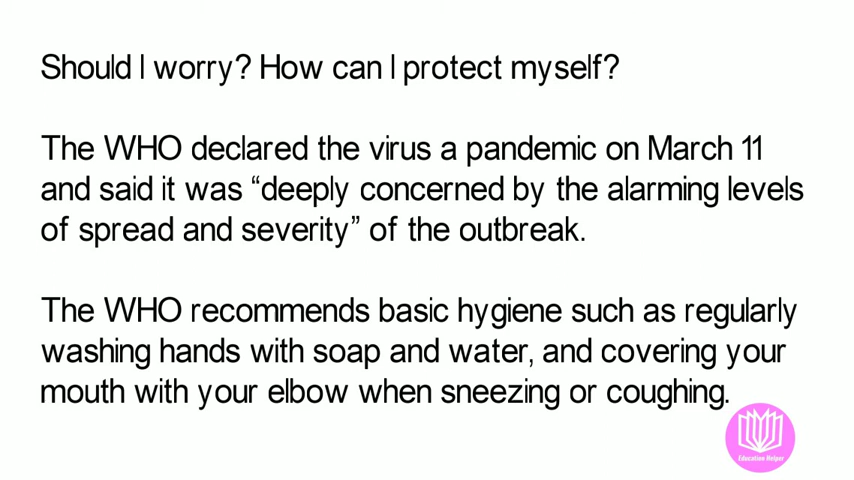 Should I worry? How can I protect myself?
The WHO declared the virus a pandemic on March 11
and said it was “deeply concerned by the alarming levels
of spread and severity” of the outbreak.
The WHO recommends basic hygiene such as regularly
washing hands with soap and water, and covering your
mouth with your elbow when sneezing or coughing.
Education Helper